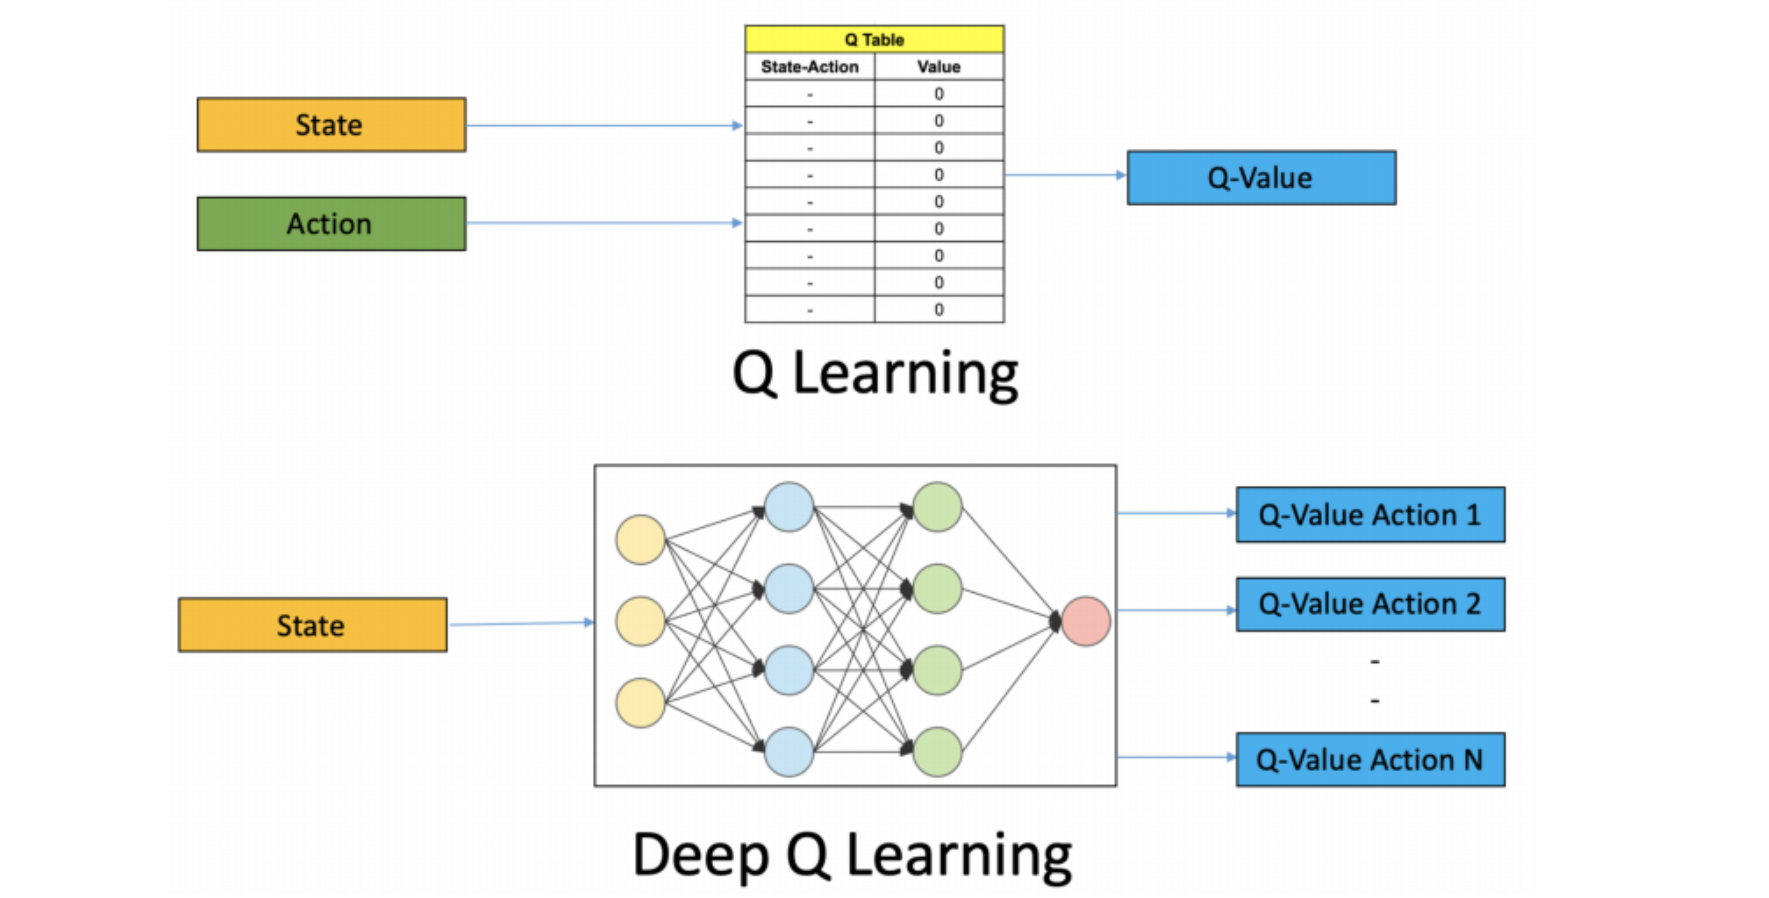 Q Table
State-Action Value
- 0
- 0
- 0
- 0
- 0
- 0
- 0
- 0
- 0
State
Action
Q-Value
Q Learning
State
Q-Value Action 1
Q-Value Action 2
-
-
Q-Value Action N
Deep Q Learning